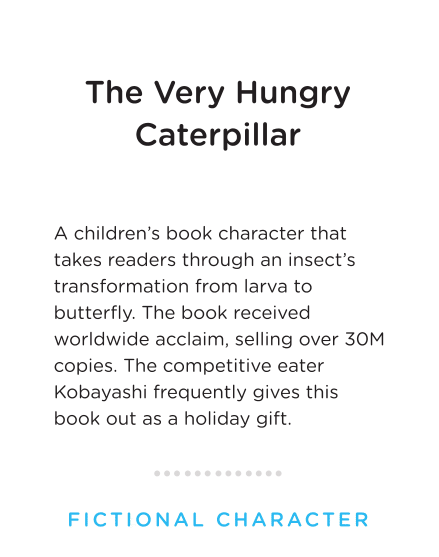 The Very Hungry
Caterpillar
A children’s book character that
takes readers through an insect’s
transformation from larva to
butterfly. The book received
worldwide acclaim, selling over 30M
copies. The competitive eater
Kobayashi frequently gives this
book out as a holiday gift.
FICTIONAL CHARACTER